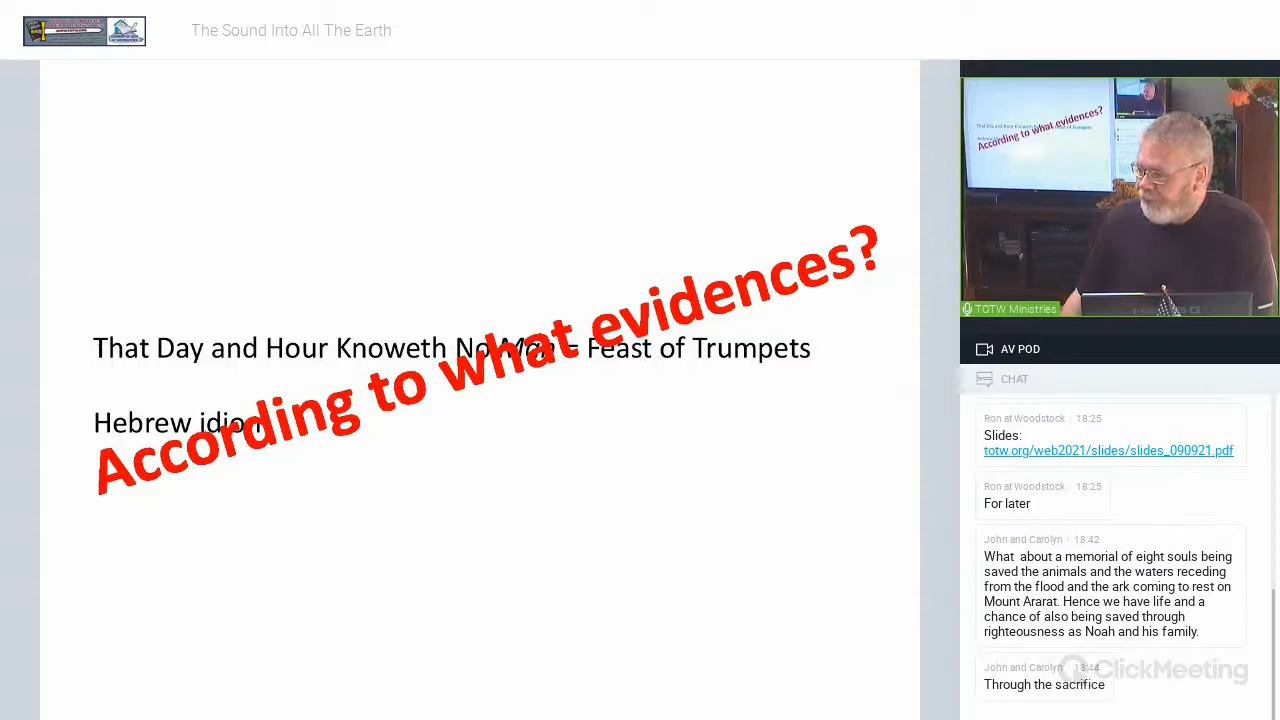 The Sound Into All The Earth
According to what evidences?
That Day and Hour Knoweth No Man = Feast of Trumpets
Hebrew idiom
According to what evidences?
TOTW Ministries
AV POD
CHAT
Ron at Woodstock 18:25
Slides:
totw.org/web2021/slides/slides_090921.pdf
Ron at Woodstock 18:25
For later
John and Carolyn 18:42
What about a memorial of eight souls being
saved the animals and the waters receding
from the flood and the ark coming to rest on
Mount Ararat. Hence we have life and a
chance of also being saved through
righteousness as Noah and his family.
John and Carolyn 18:44
Through the sacrifice
ClickMeeting